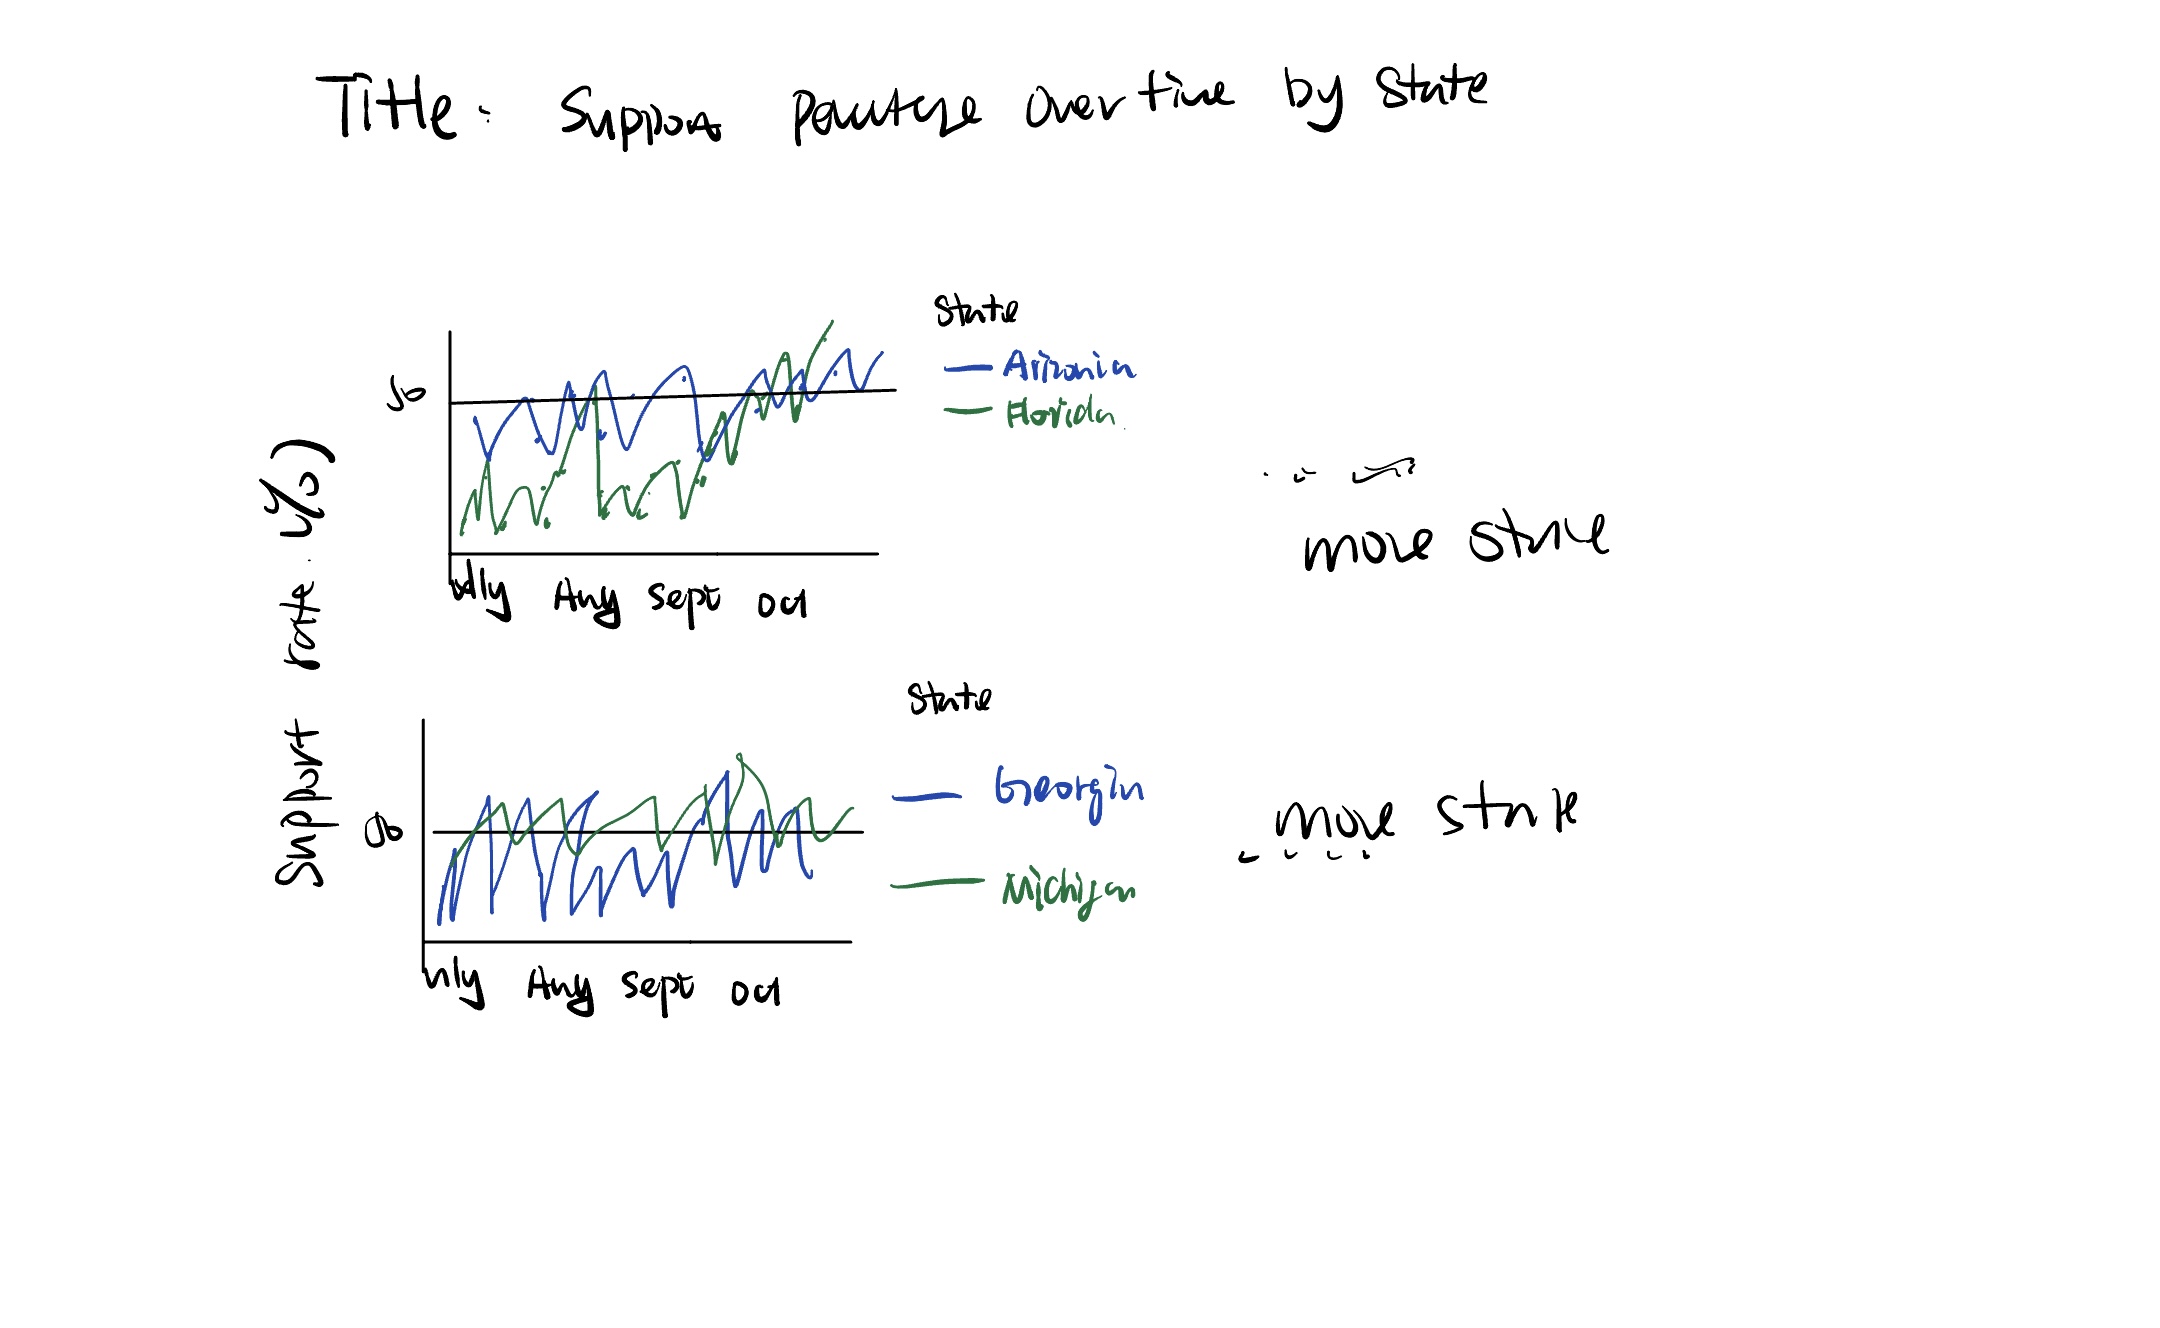 Title: Support Percentage Over time by State
State
50
Arizonia
Florida
more state
July Aug Sept Oct
Support rate (%)
State
50
Georgia
Michigan
more state
July Aug Sept Oct